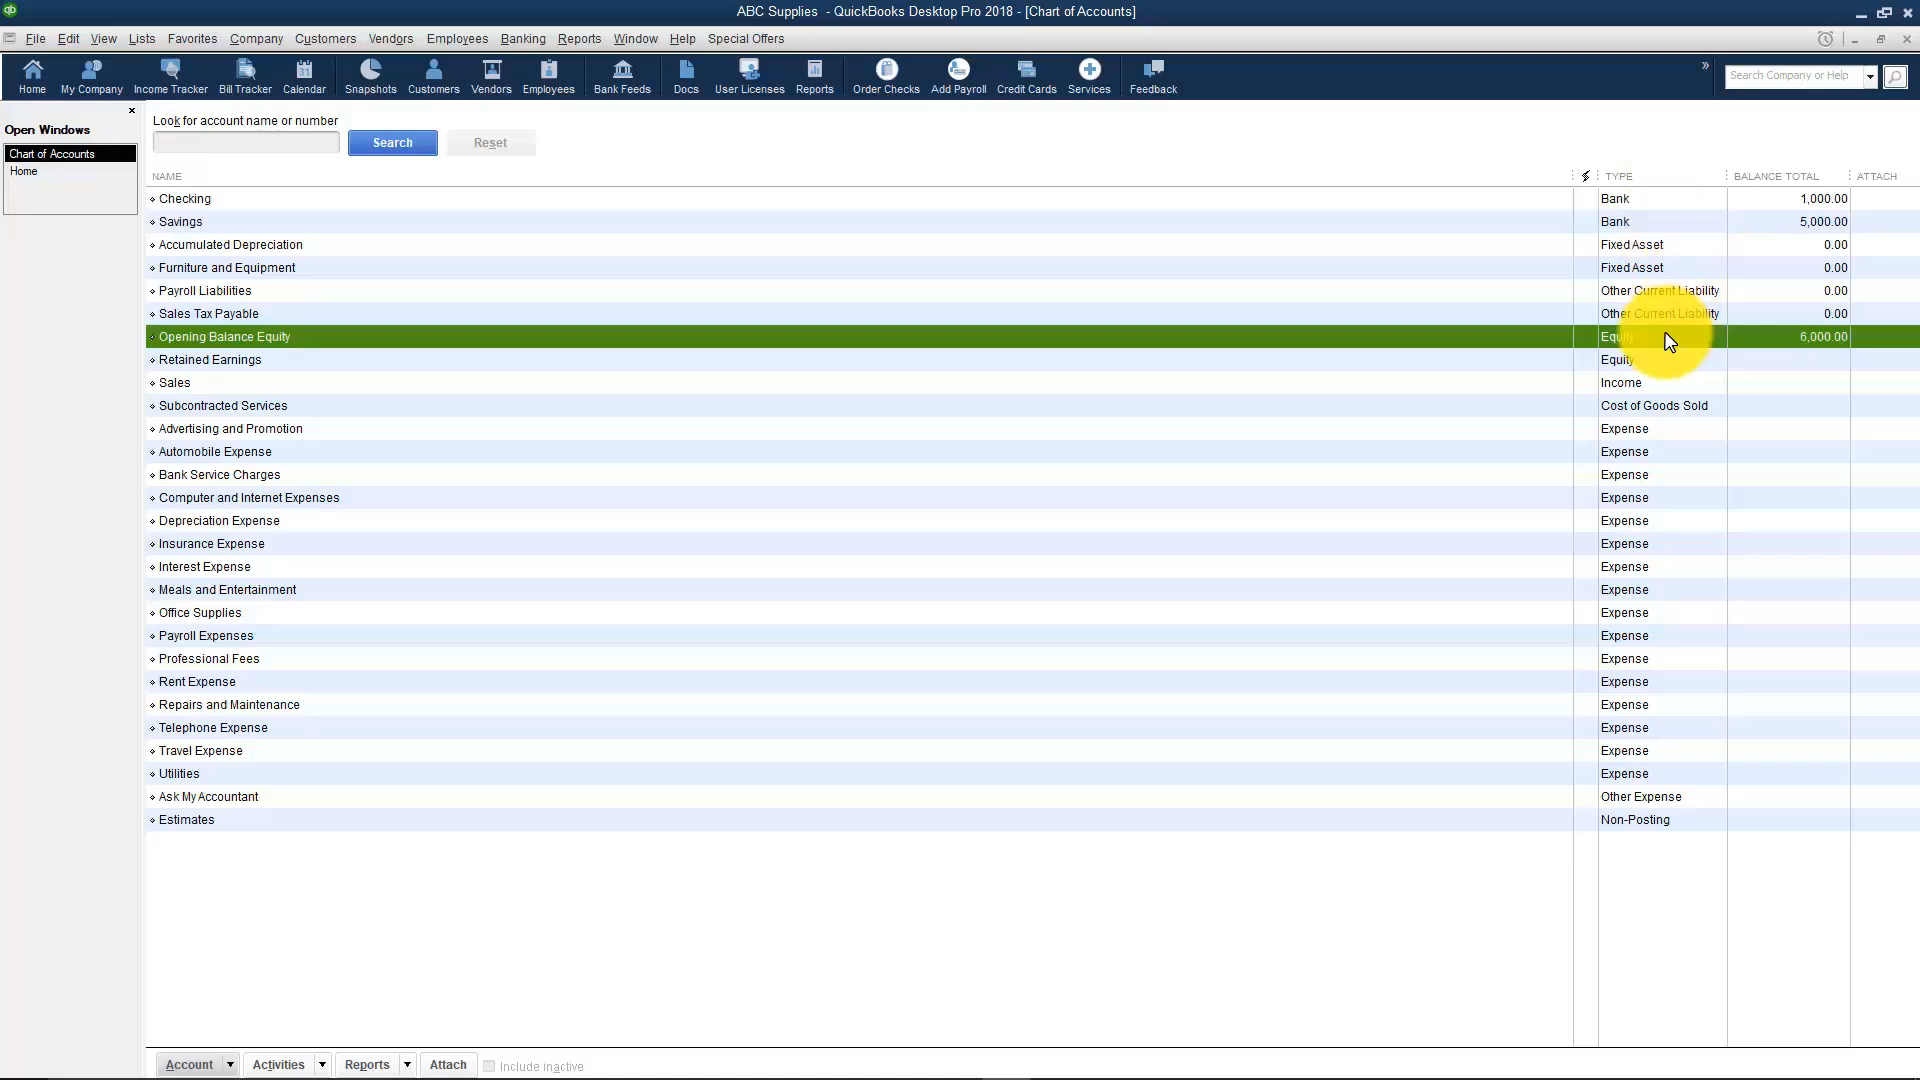 ABC Supplies - QuickBooks Desktop Pro 2018 - [Chart of Accounts]
File Edit View Lists Favorites Company Customers Vendors Employees Banking Reports Window Help Special Offers
Home My Company Income Tracker Bill Tracker Calendar Snapshots Customers Vendors Employees Bank Feeds Docs User Licenses Reports Order Checks Add Payroll Credit Cards Services Feedback » Search Company or Help
Open Windows
Chart of Accounts
Home
Look for account name or number
Search Reset
NAME TYPE BALANCE TOTAL ATTACH
Checking Bank 1,000.00
Savings Bank 5,000.00
Accumulated Depreciation Fixed Asset 0.00
Furniture and Equipment Fixed Asset 0.00
Payroll Liabilities Other Current Liability 0.00
Sales Tax Payable Other Current Liability 0.00
Opening Balance Equity Equity 6,000.00
Retained Earnings Equity
Sales Income
Subcontracted Services Cost of Goods Sold
Advertising and Promotion Expense
Automobile Expense Expense
Bank Service Charges Expense
Computer and Internet Expenses Expense
Depreciation Expense Expense
Insurance Expense Expense
Interest Expense Expense
Meals and Entertainment Expense
Office Supplies Expense
Payroll Expenses Expense
Professional Fees Expense
Rent Expense Expense
Repairs and Maintenance Expense
Telephone Expense Expense
Travel Expense Expense
Utilities Expense
Ask My Accountant Other Expense
Estimates Non-Posting
Account Activities Reports Attach Include inactive